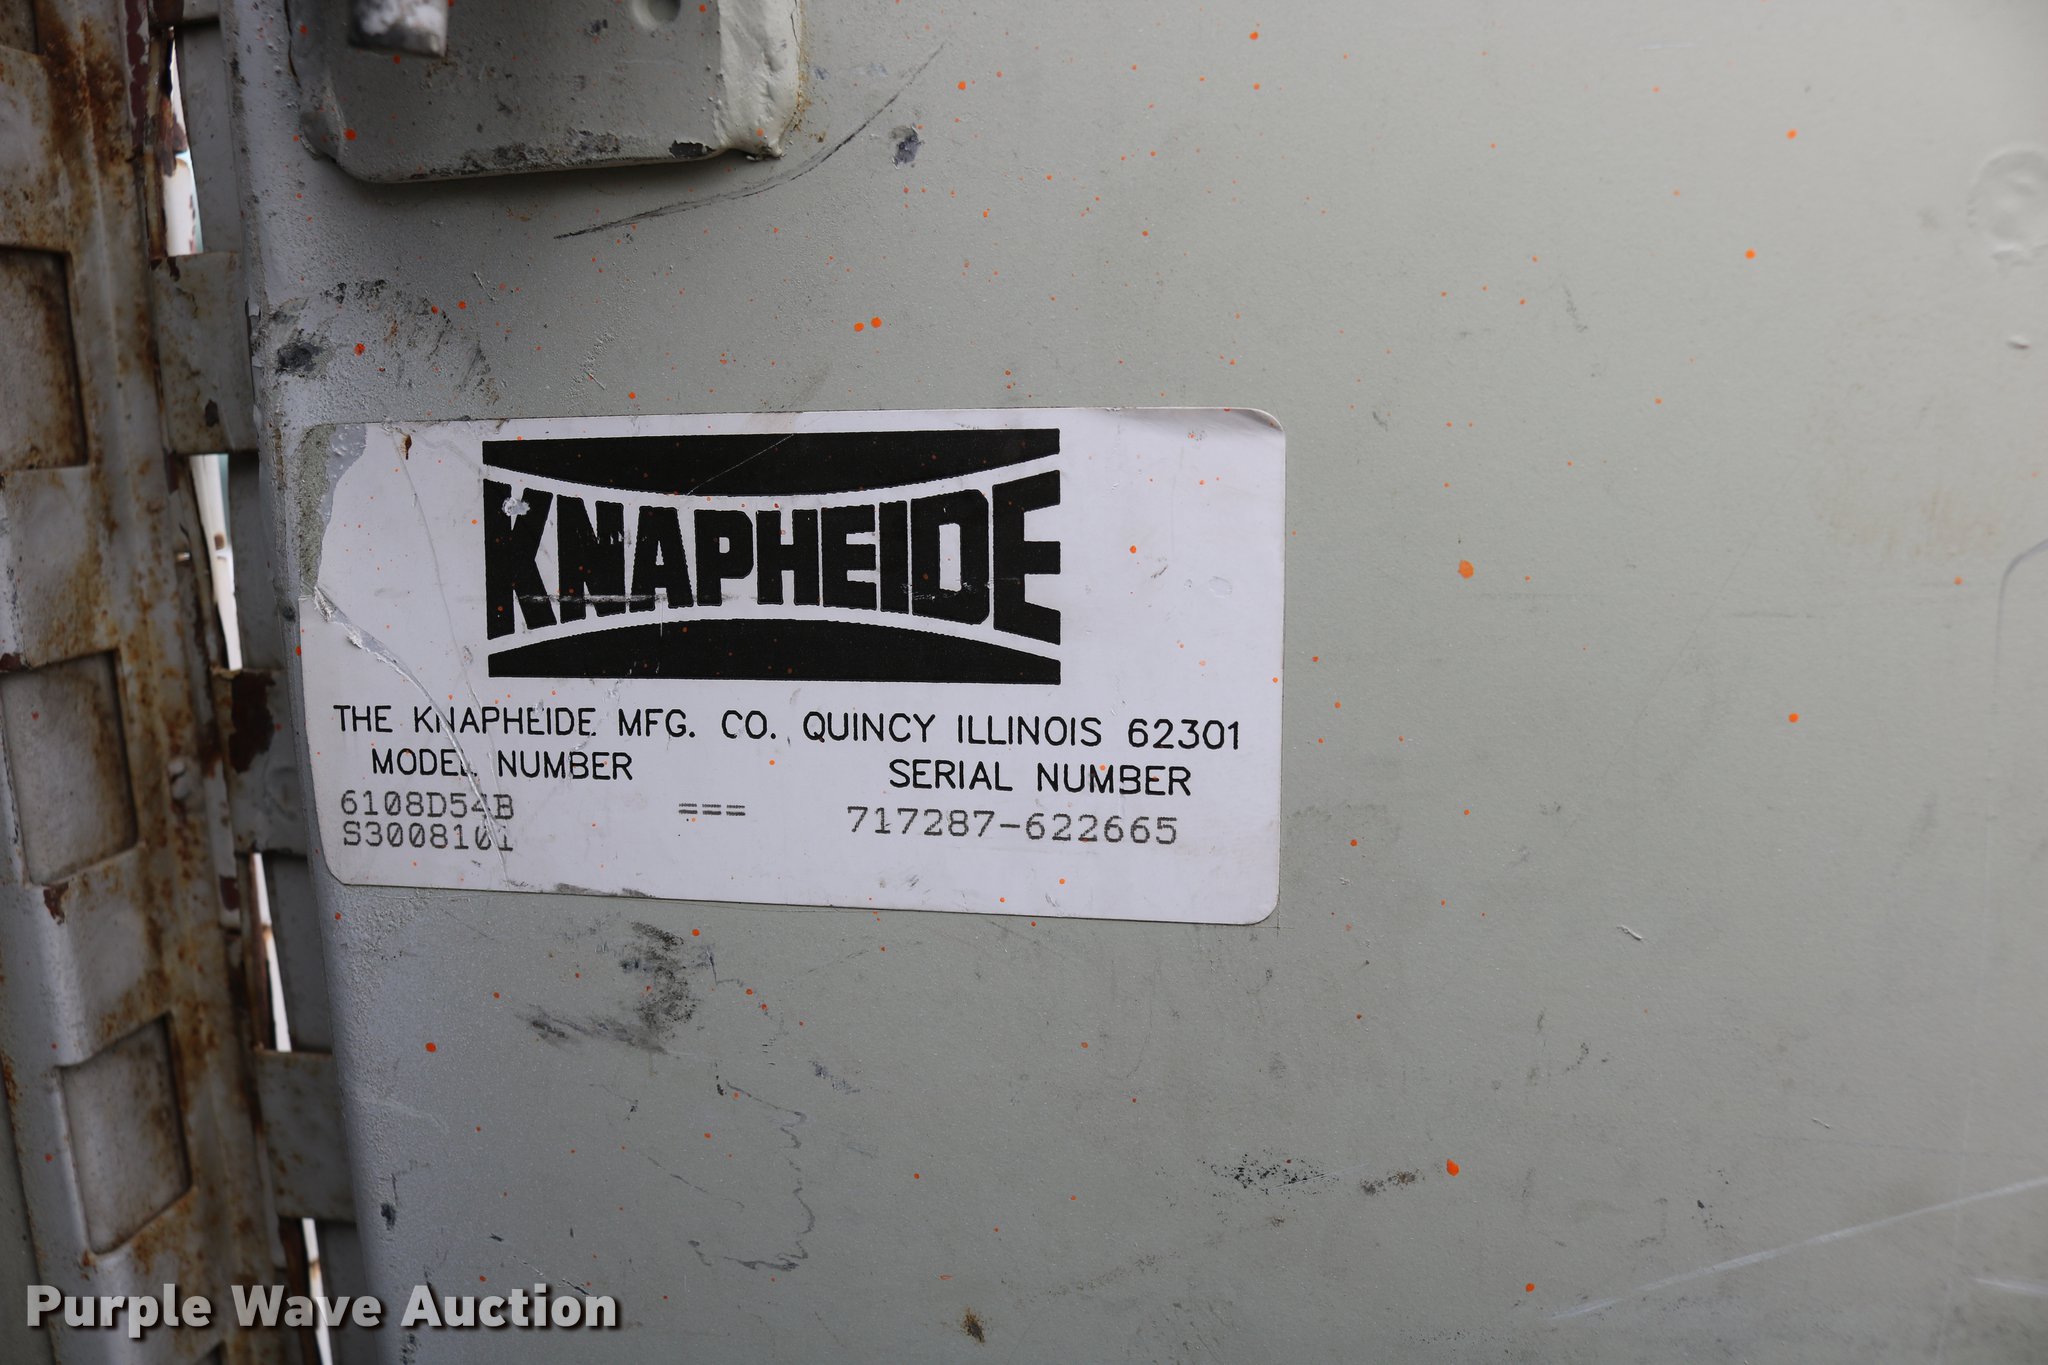 KNAPHEIDE
THE KNAPHEIDE MFG. CO. QUINCY ILLINOIS 62301
MODEL NUMBER SERIAL NUMBER
6108D54B === 717287-622665
S3008101
Purple Wave Auction